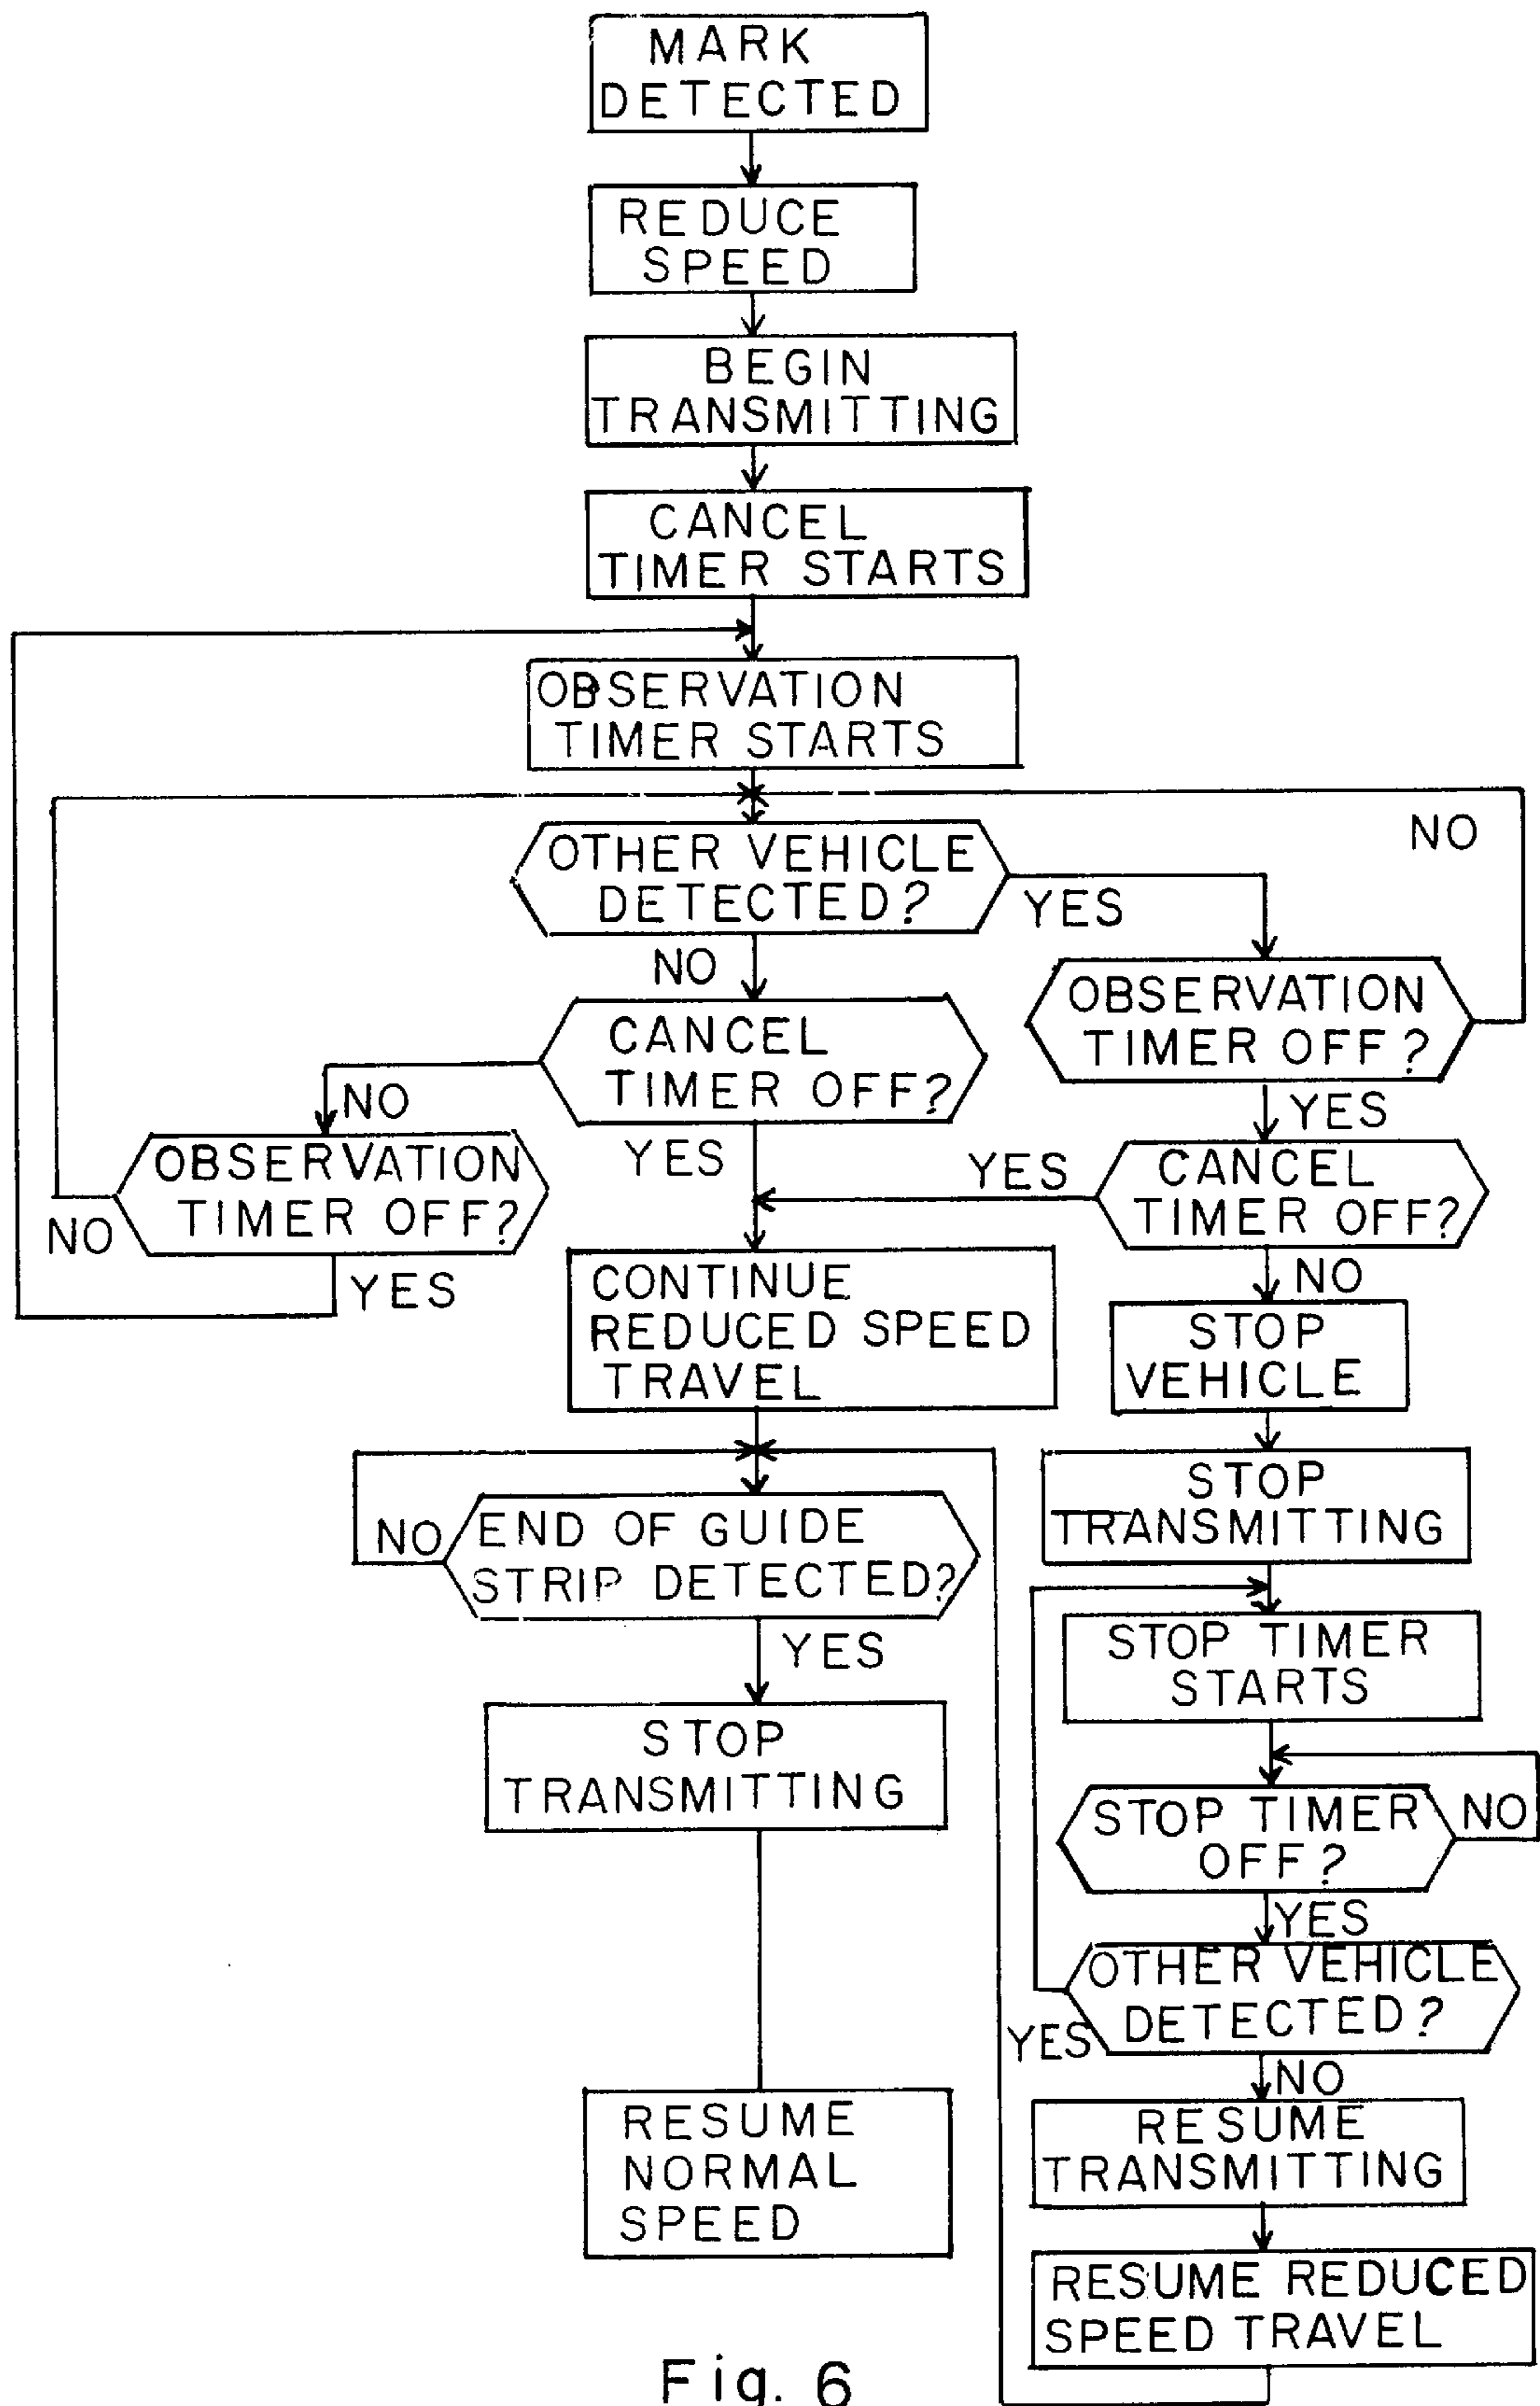 MARK
DETECTED
REDUCE
SPEED
BEGIN
TRANSMITTING
CANCEL
TIMER STARTS
OBSERVATION
TIMER STARTS
OTHER VEHICLE
DETECTED?
YES
NO
NO
OBSERVATION
TIMER OFF?
YES
CANCEL
TIMER OFF?
NO
YES
OBSERVATION
TIMER OFF?
NO
YES
CANCEL
TIMER OFF?
YES
NO
CONTINUE
REDUCED SPEED
TRAVEL
STOP
VEHICLE
STOP
TRANSMITTING
END OF GUIDE
STRIP DETECTED?
NO
YES
STOP TIMER
STARTS
STOP
TRANSMITTING
STOP TIMER
OFF?
NO
YES
OTHER VEHICLE
DETECTED?
YES
NO
RESUME
NORMAL
SPEED
RESUME
TRANSMITTING
RESUME REDUCED
SPEED TRAVEL
Fig. 6